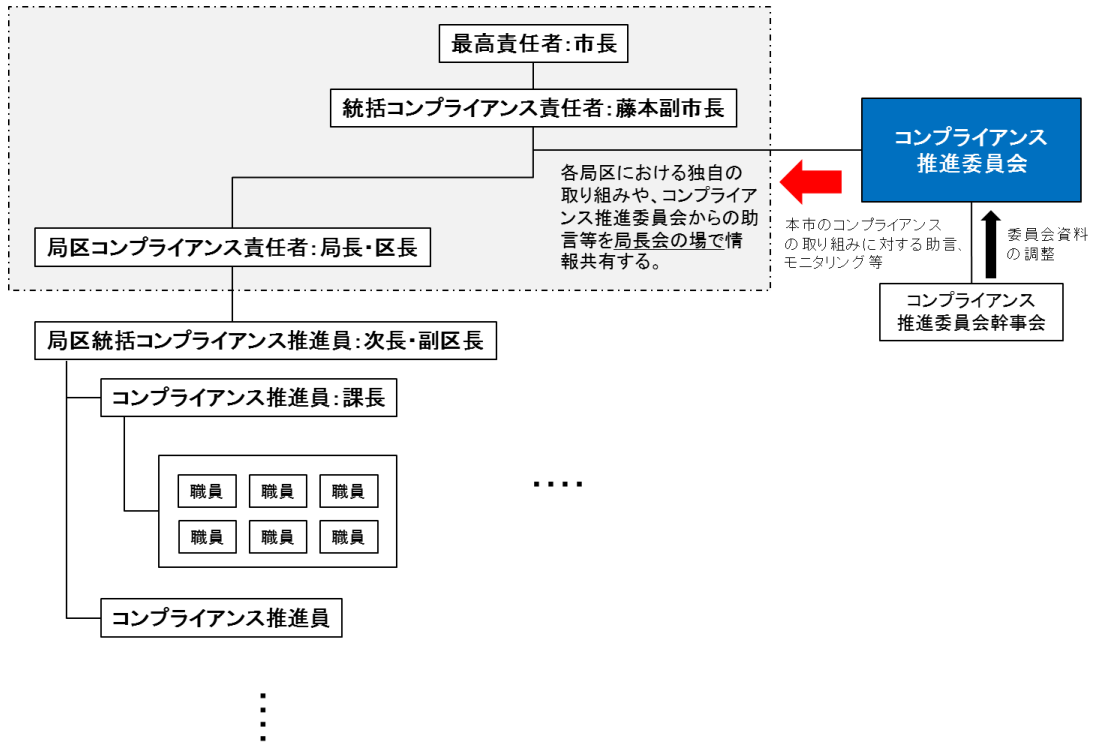 最高責任者:市長
統括コンプライアンス責任者:藤本副市長
コンプライアンス
推進委員会
各局区における独自の
取り組みや、コンプライア
ンス推進委員会からの助
言等を局長会の場で情
報共有する。
本市のコンプライアンス
の取り組みに対する助言、
モニタリング等
委員会資料
の調整
局区コンプライアンス責任者:局長・区長
コンプライアンス
推進委員会幹事会
局区統括コンプライアンス推進員:次長・副区長
コンプライアンス推進員:課長
職員 職員 職員
職員 職員 職員
・・・・
コンプライアンス推進員
・・・・